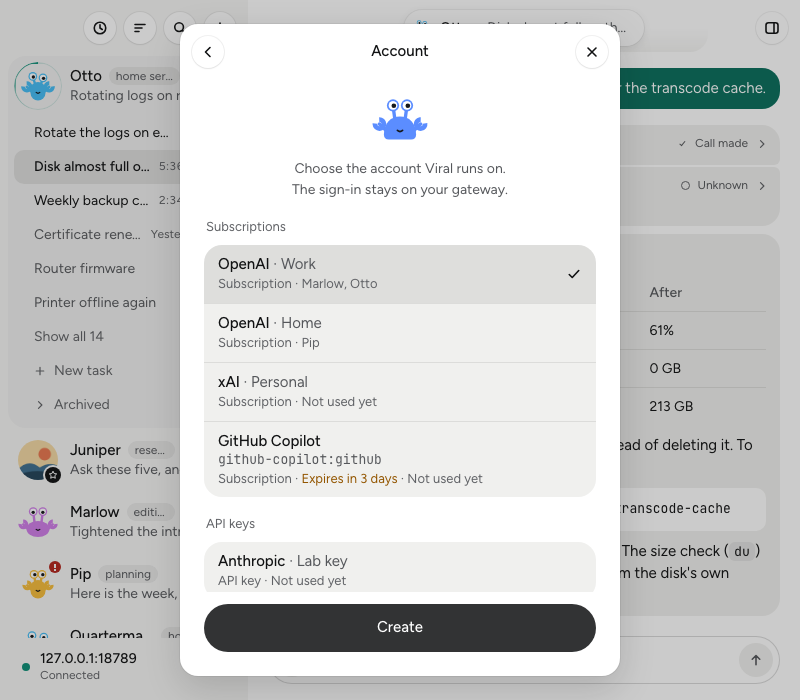 Account
Choose the account Viral runs on.
The sign-in stays on your gateway.
Subscriptions
OpenAI · Work
Subscription · Marlow, Otto
OpenAI · Home
Subscription · Pip
xAI · Personal
Subscription · Not used yet
GitHub Copilot
github-copilot:github
Subscription · Expires in 3 days · Not used yet
API keys
Anthropic · Lab key
API key · Not used yet
Create
Otto home ser...
Rotating logs on
Rotate the logs on e...
Disk almost full o... 5:36
Weekly backup c... 2:34
Certificate rene... Yeste
Router firmware
Printer offline again
Show all 14
New task
Archived
Juniper rese...
Ask these five, an
Marlow editi...
Tightened the intr
Pip planning
Here is the week,
Quarterma
127.0.0.1:18789
Connected
the transcode cache.
Call made
Unknown
After
61%
0 GB
213 GB
ead of deleting it. To
transcode-cache
The size check (du)
m the disk's own